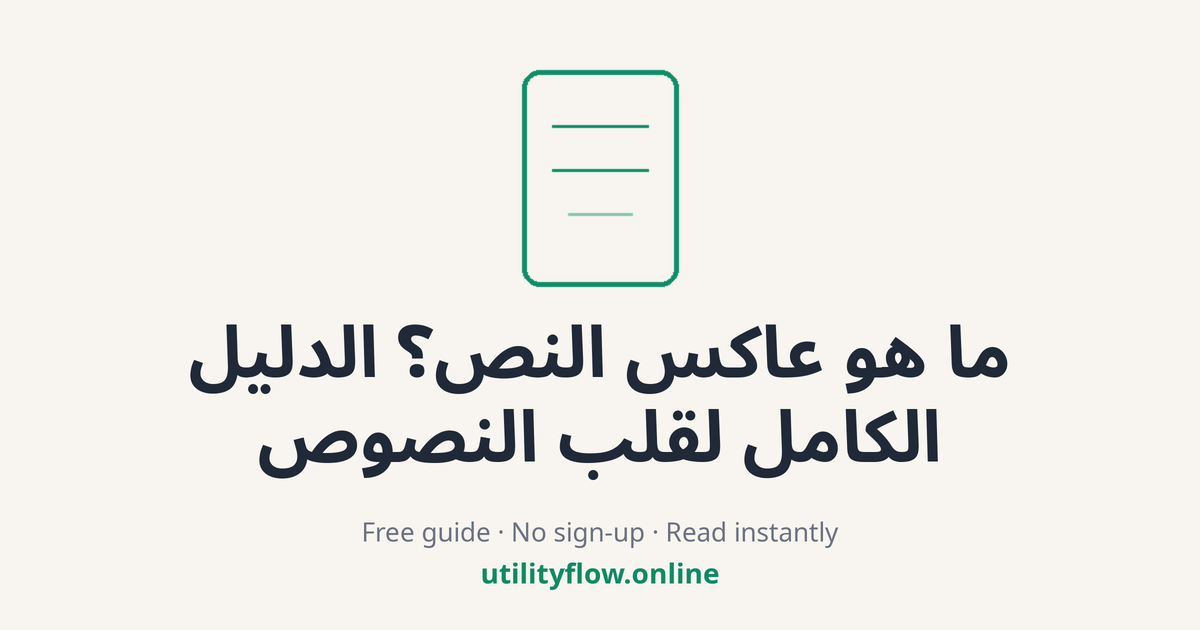 ما هو عاكس النص؟ الدليل
الكامل لقلب النصوص
Free guide · No sign-up · Read instantly
utilityflow.online